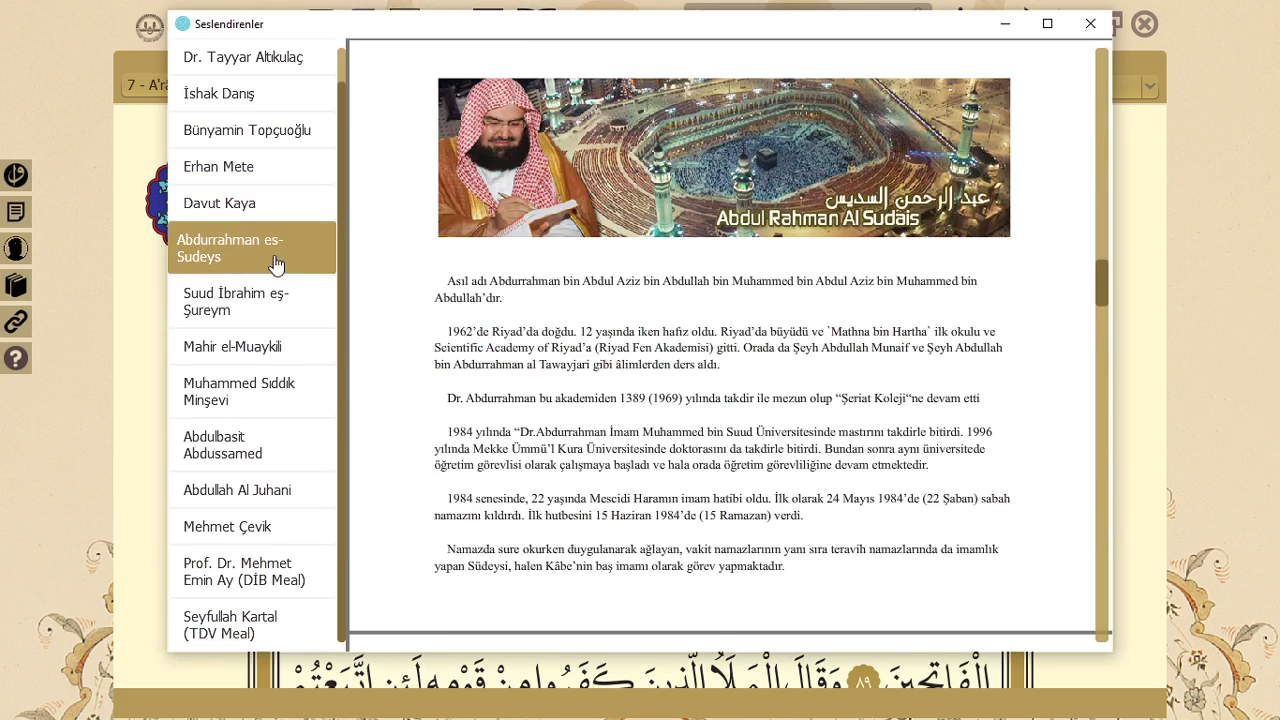 Seslendirenler
7 - A'r
Dr. Tayyar Altıkulaç
İshak Danış
Bünyamin Topçuoğlu
Erhan Mete
Davut Kaya
Abdurrahman es-
Sudeys
Suud İbrahim eş-
Şureym
Mahir el-Muaykili
Muhammed Sıddık
Minşevi
Abdulbasit
Abdussamed
Abdullah Al Juhani
Mehmet Çevik
Prof. Dr. Mehmet
Emin Ay (DİB Meal)
Seyfullah Kartal
(TDV Meal)
عبد الرحمن السديس
Abdul Rahman Al Sudais
Asıl adı Abdurrahman bin Abdul Aziz bin Abdullah bin Muhammed bin Abdul Aziz bin Muhammed bin
Abdullah’dır.
1962’de Riyad’da doğdu. 12 yaşında iken hafız oldu. Riyad’da büyüdü ve `Mathna bin Hartha` ilk okulu ve
Scientific Academy of Riyad’a (Riyad Fen Akademisi) gitti. Orada da Şeyh Abdullah Munaif ve Şeyh Abdullah
bin Abdurrahman al Tawayjari gibi âlimlerden ders aldı.
Dr. Abdurrahman bu akademiden 1389 (1969) yılında takdir ile mezun olup “Şeriat Koleji“ne devam etti
1984 yılında “Dr.Abdurrahman İmam Muhammed bin Suud Üniversitesinde mastırını takdirle bitirdi. 1996
yılında Mekke Ümmü’l Kura Üniversitesinde doktorasını da takdirle bitirdi. Bundan sonra aynı üniversitede
öğretim görevlisi olarak çalışmaya başladı ve hala orada öğretim görevliliğine devam etmektedir.
1984 senesinde, 22 yaşında Mescidi Haramın imam hatibi oldu. İlk olarak 24 Mayıs 1984’de (22 Şaban) sabah
namazını kıldırdı. İlk hutbesini 15 Haziran 1984’de (15 Ramazan) verdi.
Namazda sure okurken duygulanarak ağlayan, vakit namazlarının yanı sıra teravih namazlarında da imamlık
yapan Südeysi, halen Kâbe’nin baş imamı olarak görev yapmaktadır.
الْفَاتِحِينَ ٨٩ وَقَالَ الْمَلَأُ الَّذِينَ كَفَرُوا مِنْ قَوْمِهِ لَئِنِ اتَّبَعْتُمْ